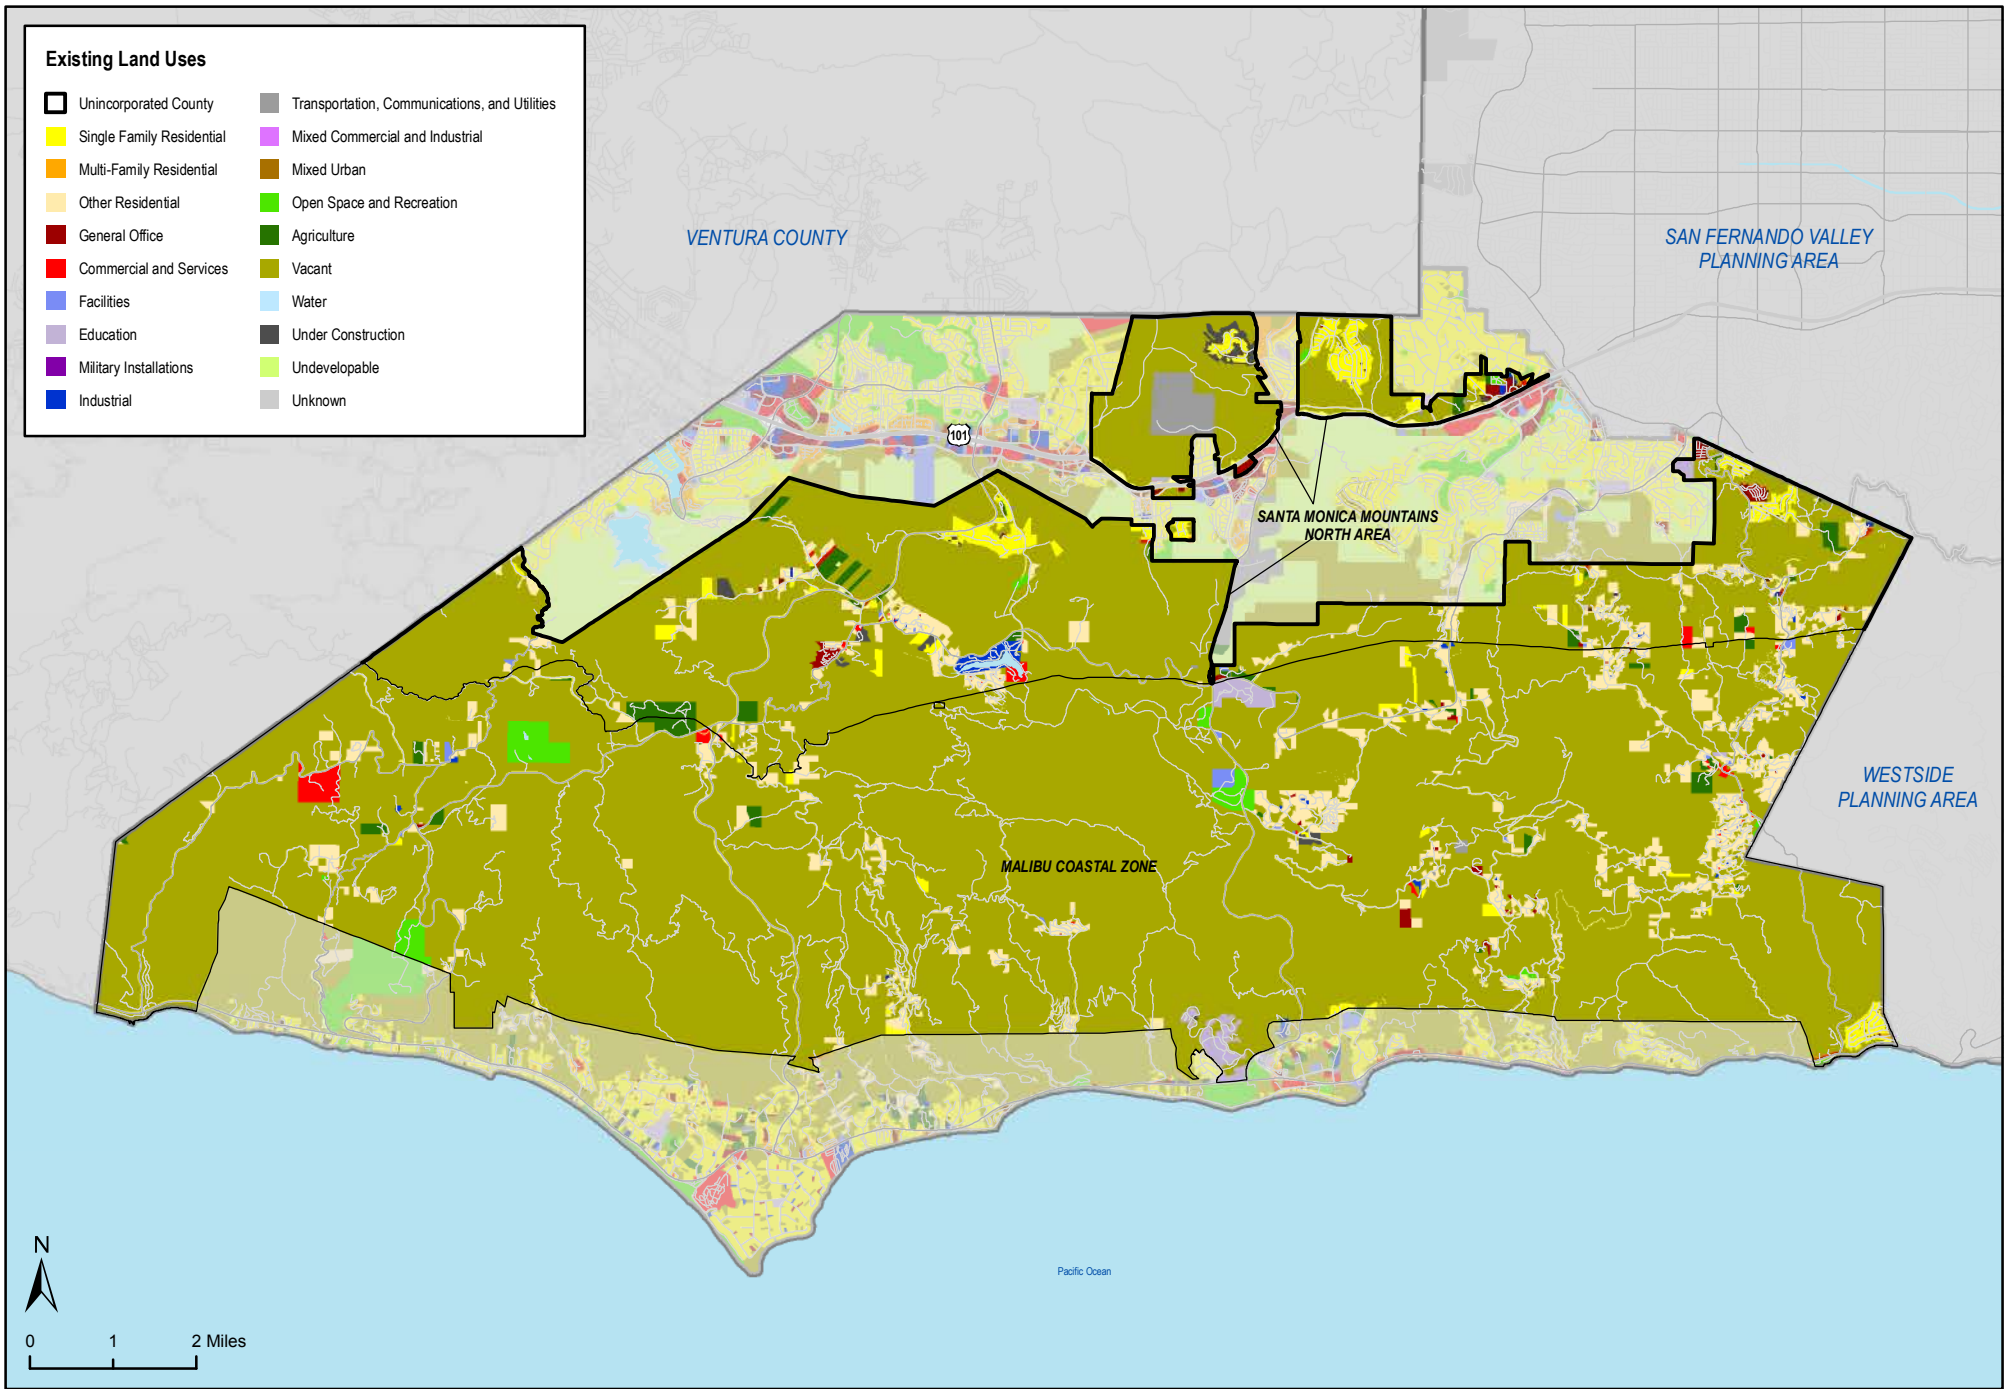 Existing Land Uses
Unincorporated County
Single Family Residential
Multi-Family Residential
Other Residential
General Office
Commercial and Services
Facilities
Education
Military Installations
Industrial
Transportation, Communications, and Utilities
Mixed Commercial and Industrial
Mixed Urban
Open Space and Recreation
Agriculture
Vacant
Water
Under Construction
Undevelopable
Unknown
VENTURA COUNTY
SAN FERNANDO VALLEY
PLANNING AREA
101
SANTA MONICA MOUNTAINS
NORTH AREA
WESTSIDE
PLANNING AREA
MALIBU COASTAL ZONE
Pacific Ocean
N
0 1 2 Miles